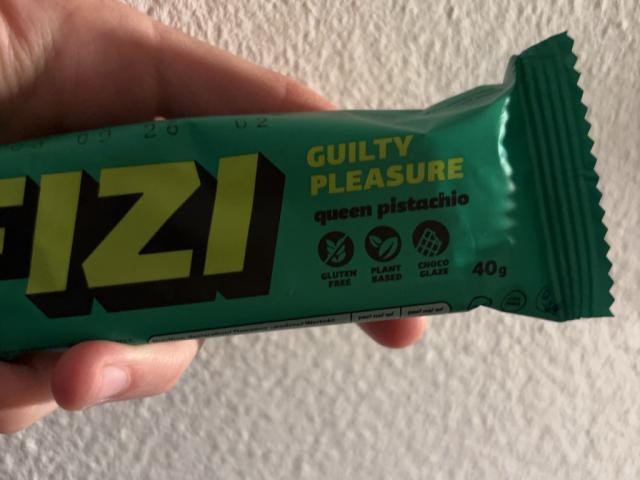 FIZI
GUILTY
PLEASURE
queen pistachio
GLUTEN
FREE
PLANT
BASED
CHOCO
GLAZE
40g